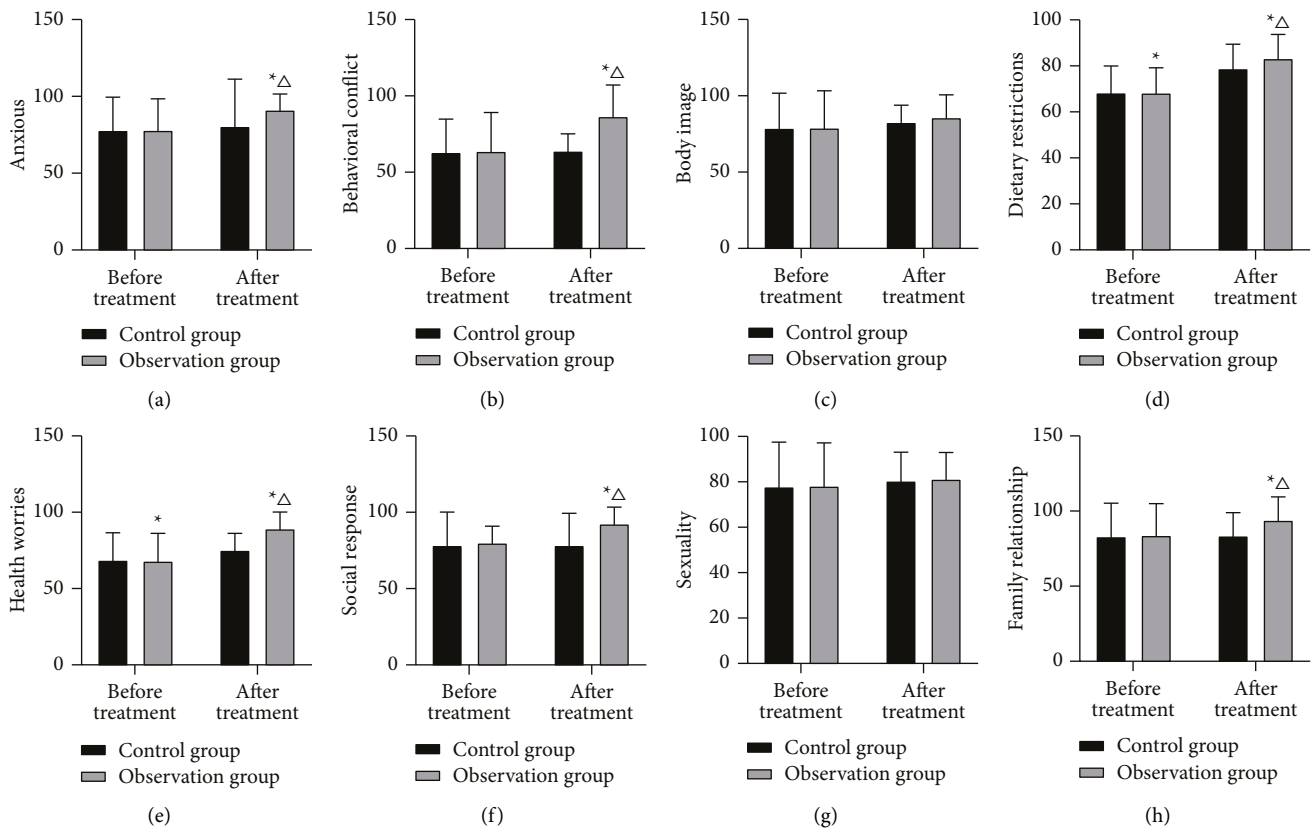 Anxious
150
100
50
0
*△
Before
treatment
After
treatment
Control group
Observation group
(a)
Behavioral conflict
150
100
50
0
*△
Before
treatment
After
treatment
Control group
Observation group
(b)
Body image
150
100
50
0
Before
treatment
After
treatment
Control group
Observation group
(c)
Dietary restrictions
100
80
60
40
20
0
*
*△
Before
treatment
After
treatment
Control group
Observation group
(d)
Health worries
150
100
50
0
*
*△
Before
treatment
After
treatment
Control group
Observation group
(e)
Social response
150
100
50
0
*△
Before
treatment
After
treatment
Control group
Observation group
(f)
Sexuality
100
80
60
40
20
0
Before
treatment
After
treatment
Control group
Observation group
(g)
Family relationship
150
100
50
0
*△
Before
treatment
After
treatment
Control group
Observation group
(h)